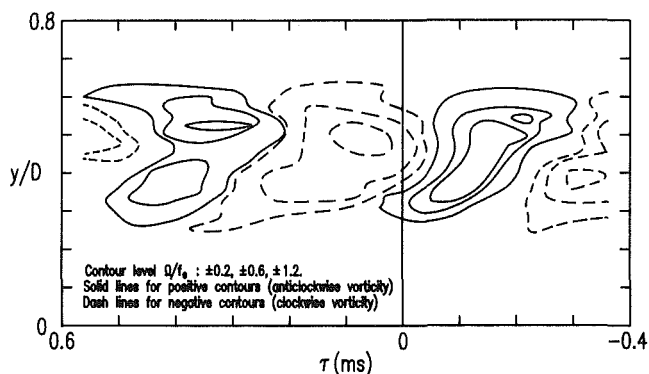 0.8
y/D
Contour level Ω/fₑ : ±0.2, ±0.6, ±1.2.
Solid lines for positive contours (anticlockwise vorticity)
Dash lines for negative contours (clockwise vorticity)
0
0.6
0
-0.4
τ (ms)